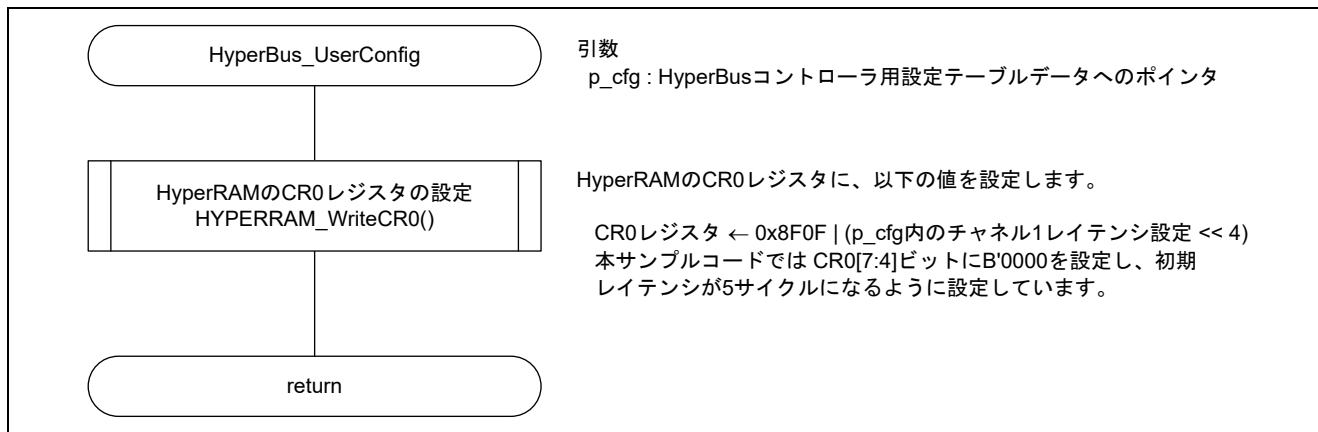 HyperBus_UserConfig
引数
p_cfg : HyperBusコントローラ用設定テーブルデータへのポインタ
HyperRAMのCR0レジスタの設定
HYPERRAM_WriteCR0()
HyperRAMのCR0レジスタに、以下の値を設定します。
CR0レジスタ ← 0x8F0F | (p_cfg内のチャネル1レイテンシ設定 << 4)
本サンプルコードでは CR0[7:4]ビットにB'0000を設定し、初期
レイテンシが5サイクルになるように設定しています。
return